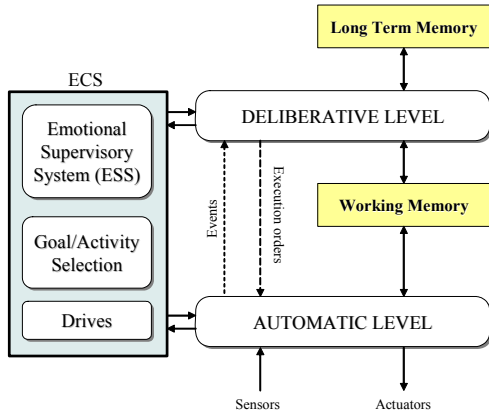 Long Term Memory
ECS
DELIBERATIVE LEVEL
Emotional
Supervisory
System (ESS)
Events
Execution orders
Working Memory
Goal/Activity
Selection
Drives
AUTOMATIC LEVEL
Sensors
Actuators